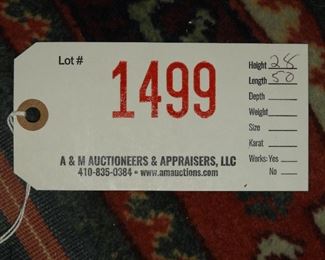 Lot #
1499
Height 28
Length 50
Depth
Weight
Size
Karat
Works: Yes
No
A & M AUCTIONEERS & APPRAISERS, LLC
410-835-0384 • www.amauctions.com